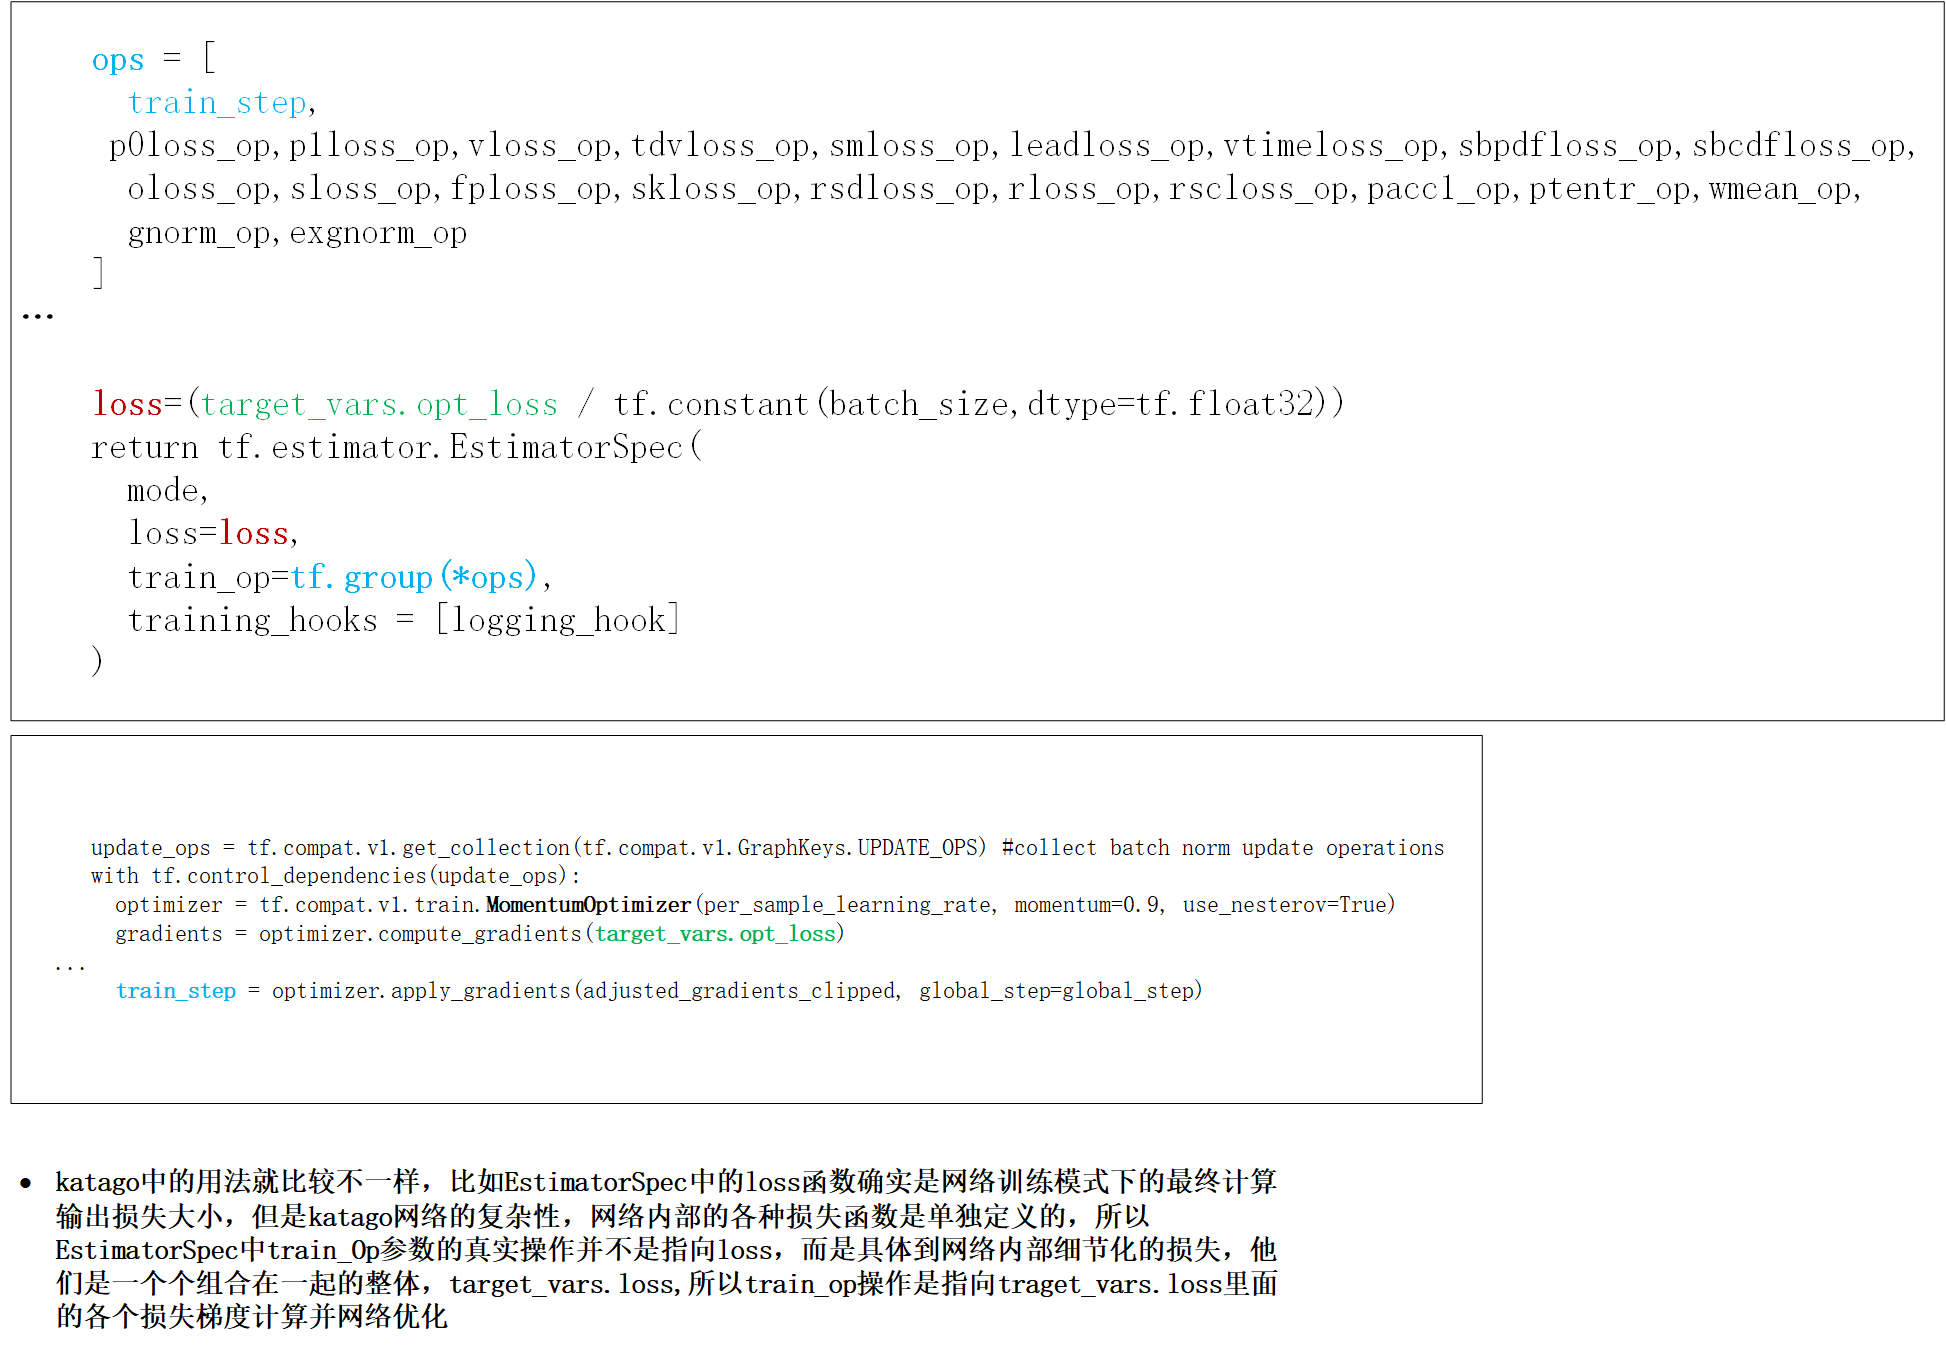 ops = [
train_step,
p0loss_op,p1loss_op,vloss_op,tdvloss_op,smloss_op,leadloss_op,vtimeloss_op,sbpdfloss_op,sbcdfloss_op,
oloss_op,sloss_op,fploss_op,skloss_op,rsdloss_op,rloss_op,rscloss_op,pacc1_op,ptentr_op,wmean_op,
gnorm_op,exgnorm_op
]
...
loss=(target_vars.opt_loss / tf.constant(batch_size,dtype=tf.float32))
return tf.estimator.EstimatorSpec(
mode,
loss=loss,
train_op=tf.group(*ops),
training_hooks = [logging_hook]
)
update_ops = tf.compat.v1.get_collection(tf.compat.v1.GraphKeys.UPDATE_OPS) #collect batch norm update operations
with tf.control_dependencies(update_ops):
optimizer = tf.compat.v1.train.MomentumOptimizer(per_sample_learning_rate, momentum=0.9, use_nesterov=True)
gradients = optimizer.compute_gradients(target_vars.opt_loss)
...
train_step = optimizer.apply_gradients(adjusted_gradients_clipped, global_step=global_step)
• katago中的用法就比较不一样，比如EstimatorSpec中的loss函数确实是网络训练模式下的最终计算
输出损失大小，但是katago网络的复杂性，网络内部的各种损失函数是单独定义的，所以
EstimatorSpec中train_Op参数的真实操作并不是指向loss，而是具体到网络内部细节化的损失，他
们是一个个组合在一起的整体，target_vars.loss,所以train_op操作是指向traget_vars.loss里面
的各个损失梯度计算并网络优化